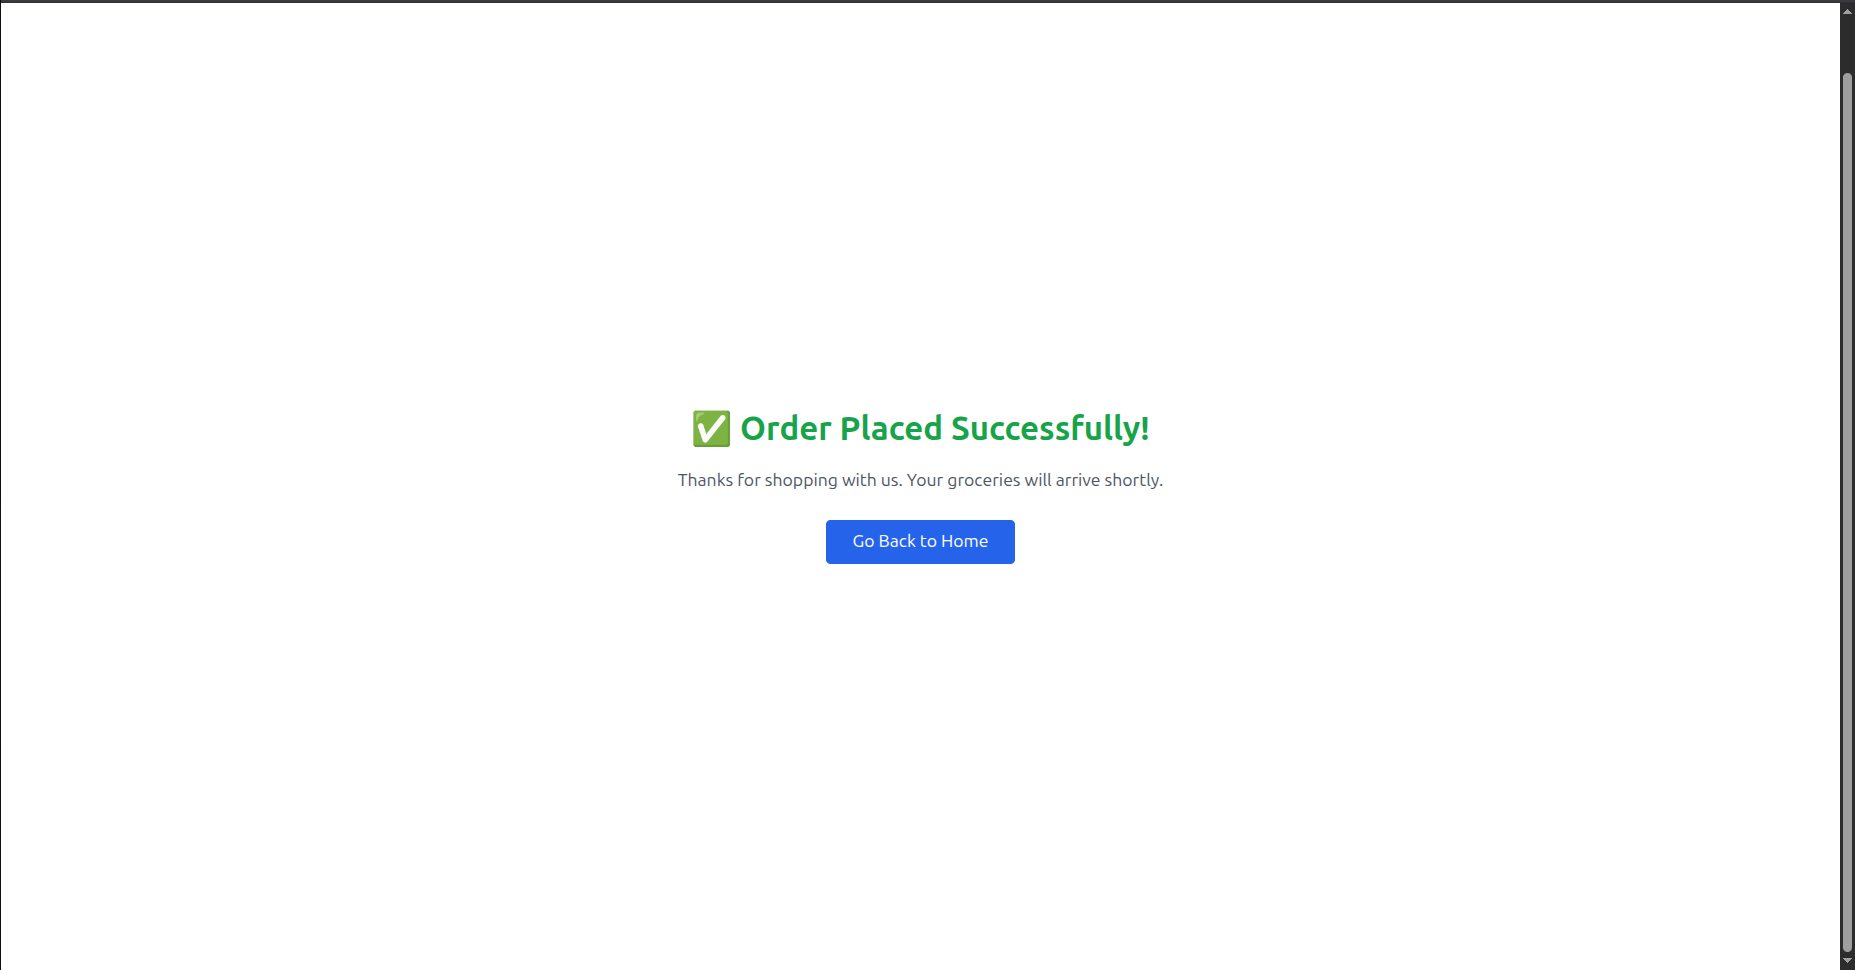 ✅ Order Placed Successfully!
Thanks for shopping with us. Your groceries will arrive shortly.
Go Back to Home